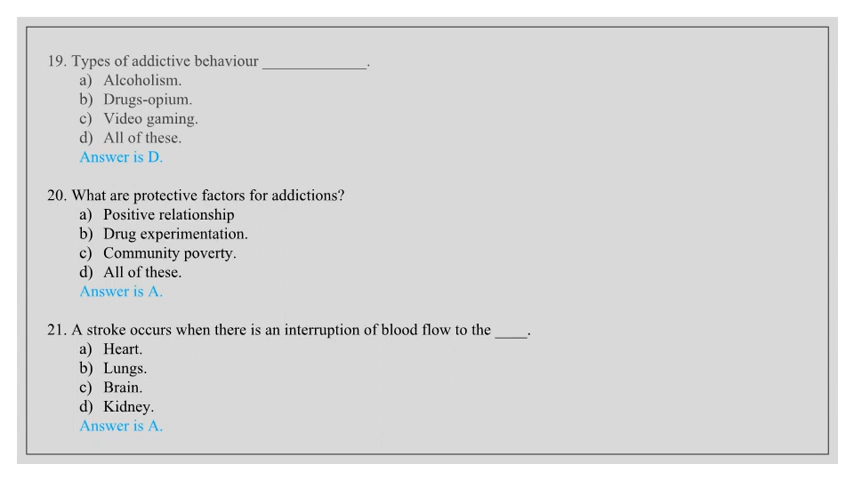 19. Types of addictive behaviour _____________.
a) Alcoholism.
b) Drugs-opium.
c) Video gaming.
d) All of these.
Answer is D.
20. What are protective factors for addictions?
a) Positive relationship
b) Drug experimentation.
c) Community poverty.
d) All of these.
Answer is A.
21. A stroke occurs when there is an interruption of blood flow to the ____.
a) Heart.
b) Lungs.
c) Brain.
d) Kidney.
Answer is A.